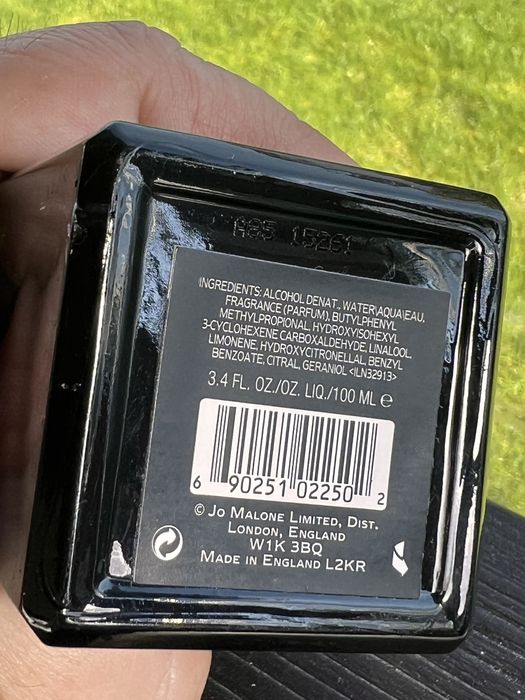 A85 15261
INGREDIENTS: ALCOHOL DENAT., WATER\AQUA\EAU,
FRAGRANCE (PARFUM), BUTYLPHENYL
METHYLPROPIONAL, HYDROXYISOHEXYL
3-CYCLOHEXENE CARBOXALDEHYDE, LINALOOL,
LIMONENE, HYDROXYCITRONELLAL, BENZYL
BENZOATE, CITRAL, GERANIOL <ILN32913>
3.4 FL. OZ./OZ. LIQ./100 ML ℮
6 90251 02250 2
© JO MALONE LIMITED, DIST.
LONDON, ENGLAND
W1K 3BQ
MADE IN ENGLAND L2KR